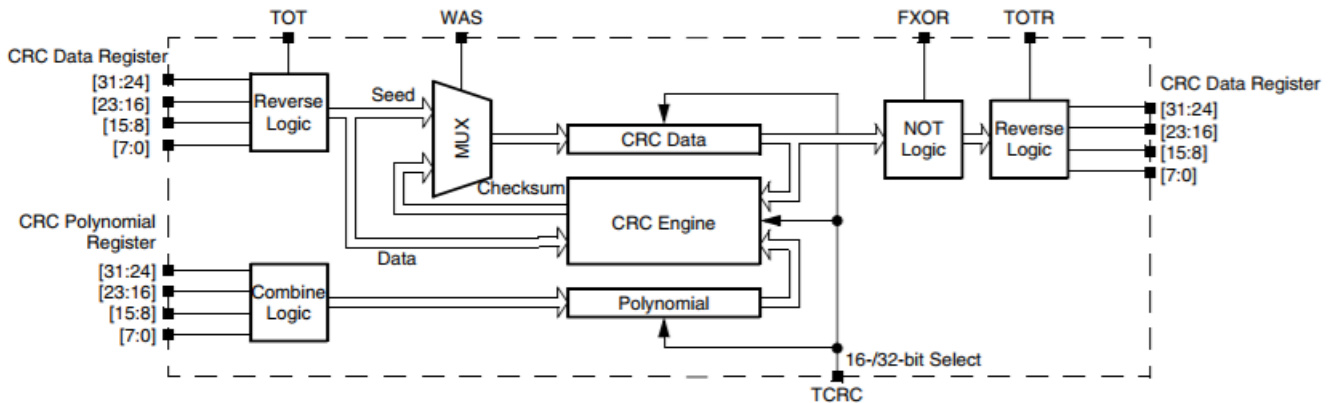 TOT
WAS
FXOR
TOTR
CRC Data Register
[31:24]
[23:16]
[15:8]
[7:0]
Reverse
Logic
Seed
MUX
CRC Data
NOT
Logic
Reverse
Logic
CRC Data Register
[31:24]
[23:16]
[15:8]
[7:0]
Checksum
CRC Engine
Data
CRC Polynomial
Register
[31:24]
[23:16]
[15:8]
[7:0]
Combine
Logic
Polynomial
16-/32-bit Select
TCRC